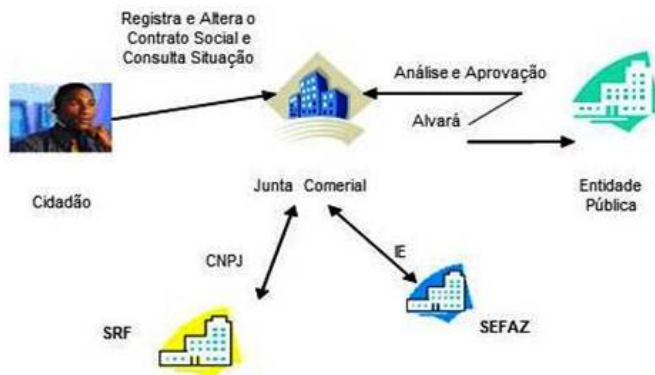 Registra e Altera o
Contrato Social e
Consulta Situação
Análise e Aprovação
Alvará
Cidadão
Junta Comerial
Entidade
Pública
CNPJ
IE
SRF
SEFAZ